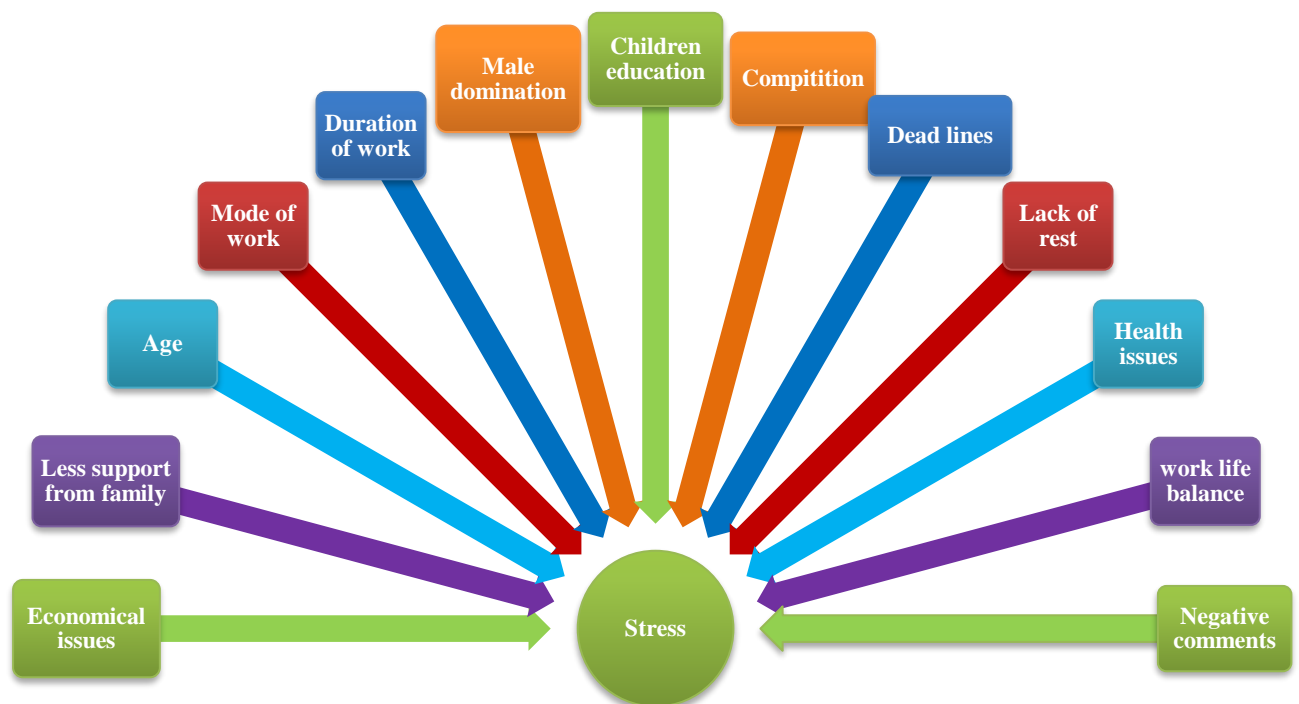 Children
education
Male
domination
Compitition
Duration
of work
Dead lines
Mode of
work
Lack of
rest
Age
Health
issues
Less support
from family
work life
balance
Economical
issues
Stress
Negative
comments